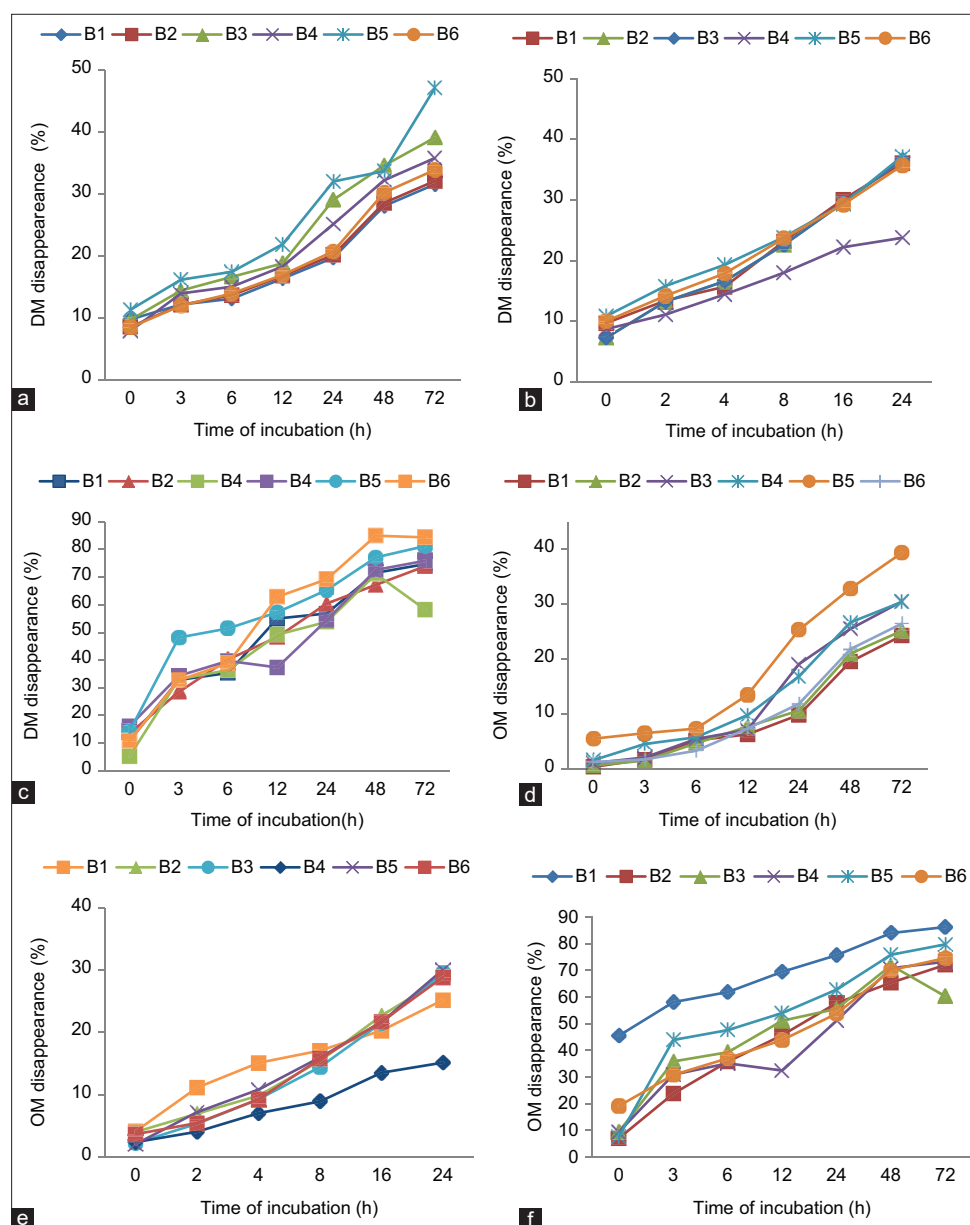 B1 B2 B3 B4 B5 B6
50
40
30
20
10
0
DM disappeareance (%)
0 3 6 12 24 48 72
Time of incubation (h)
a
B1 B2 B3 B4 B5 B6
50
40
30
20
10
0
DM disappearance (%)
0 2 4 8 16 24
Time of incubation (h)
b
B1 B2 B4 B4 B5 B6
90
80
70
60
50
40
30
20
10
0
DM disappearance (%)
0 3 6 12 24 48 72
Time of incubation(h)
c
B1 B2 B3 B4 B5 B6
40
30
20
10
0
OM disappearance (%)
0 3 6 12 24 48 72
Time of incubation (h)
d
B1 B2 B3 B4 B5 B6
40
30
20
10
0
OM disappearance (%)
0 2 4 8 16 24
Time of incubation (h)
e
B1 B2 B3 B4 B5 B6
90
80
70
60
50
40
30
20
10
0
OM disappearance (%)
0 3 6 12 24 48 72
Time of incubation (h)
f